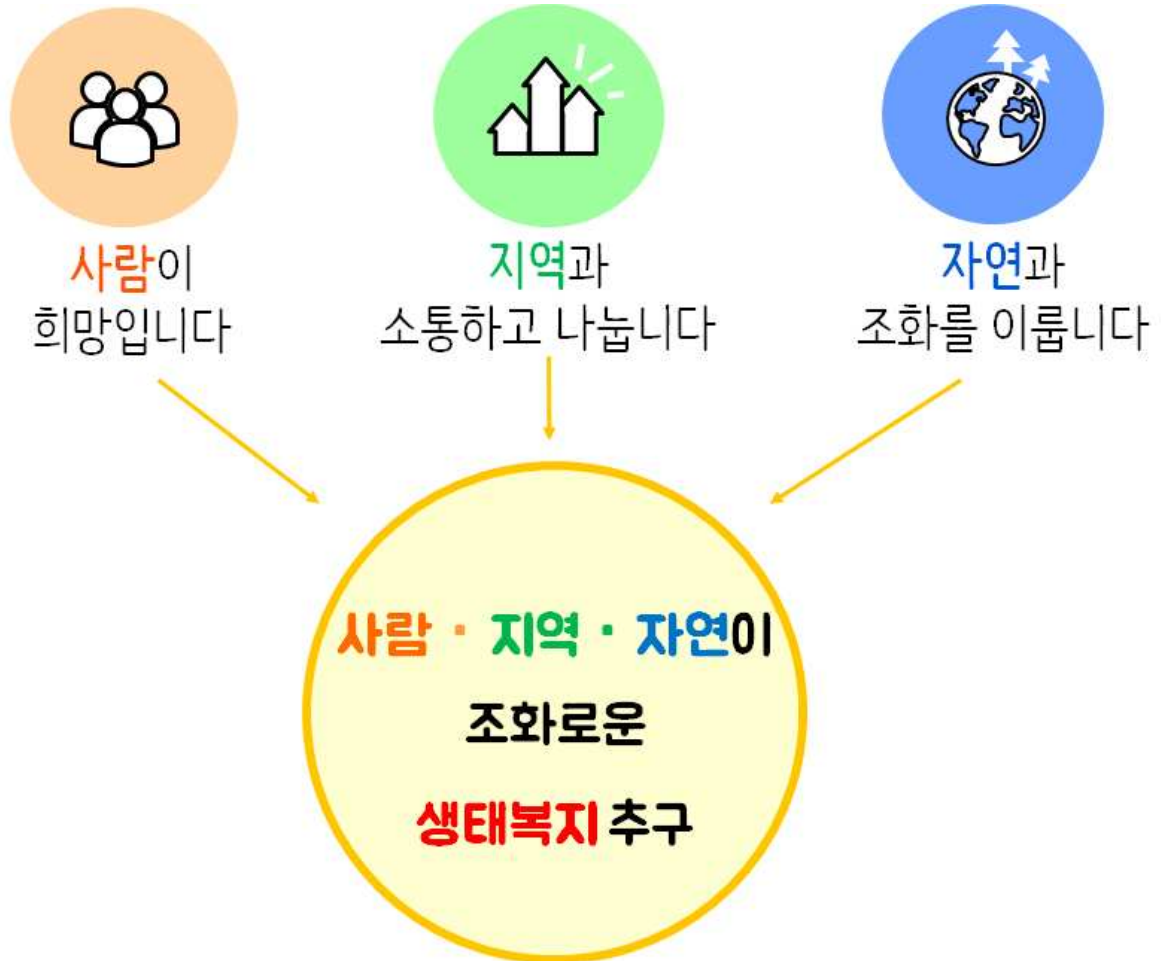 사람이
희망입니다
지역과
소통하고 나눕니다
자연과
조화를 이룹니다
사람 · 지역 · 자연이
조화로운
생태복지 추구